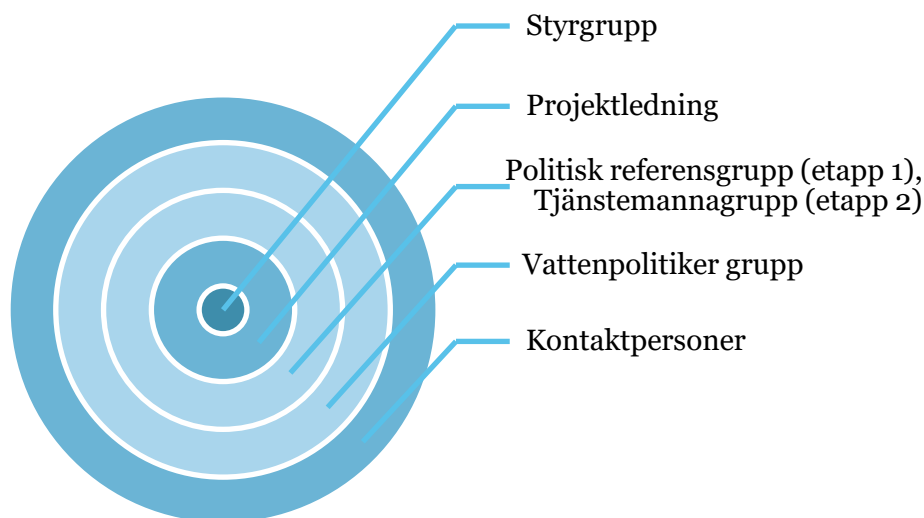 Styrgrupp
Projektledning
Politisk referensgrupp (etapp 1),
Tjänstemannagrupp (etapp 2)
Vattenpolitiker grupp
Kontaktpersoner